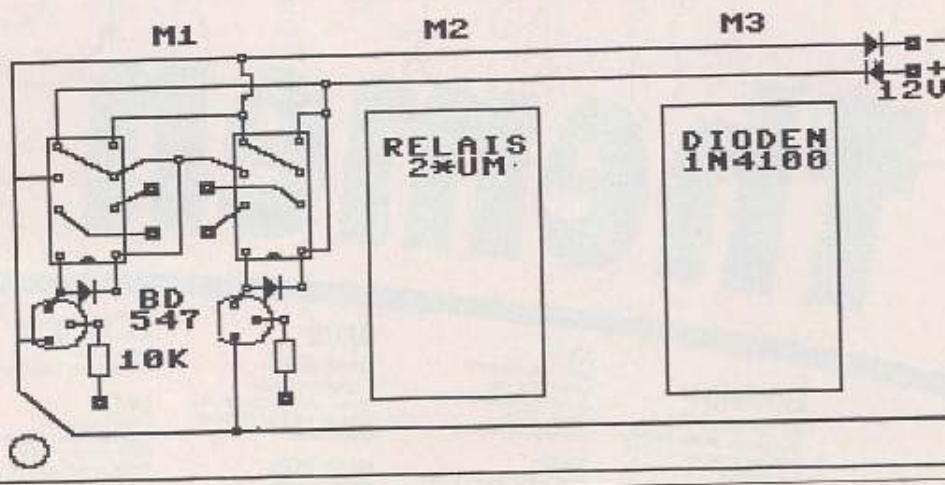 M1 M2 M3
-
+
12V
RELAIS
2*UM
DIODEN
1N4100
BD
547
10K